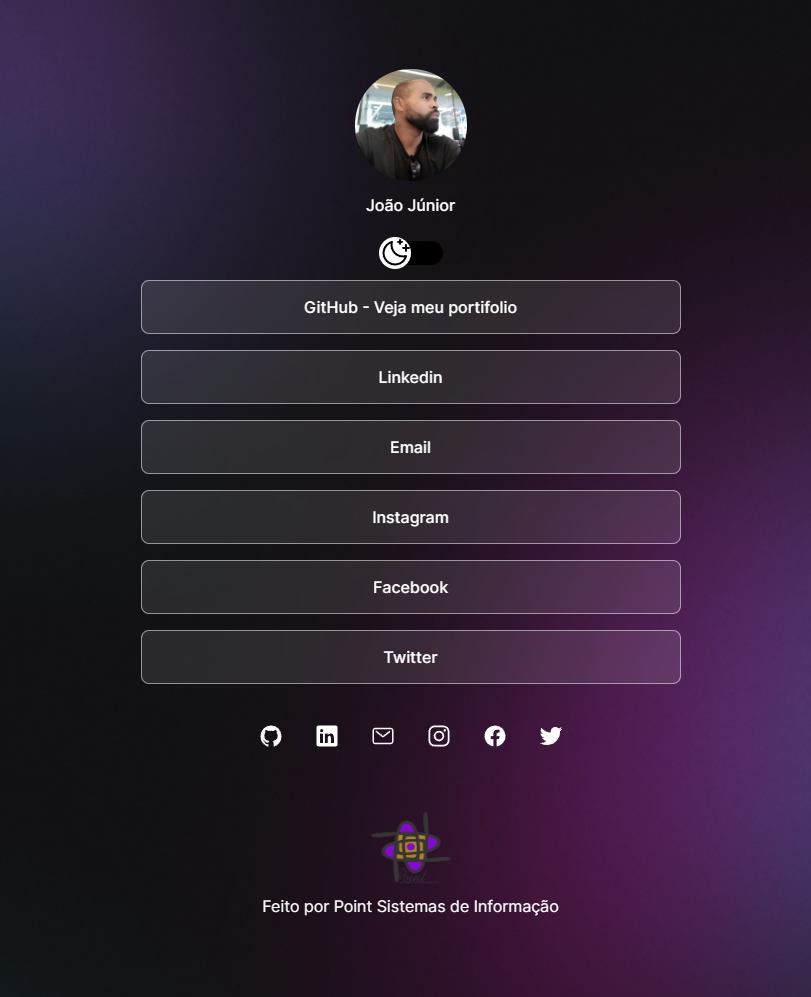 João Júnior
GitHub - Veja meu portifolio
Linkedin
Email
Instagram
Facebook
Twitter
Feito por Point Sistemas de Informação